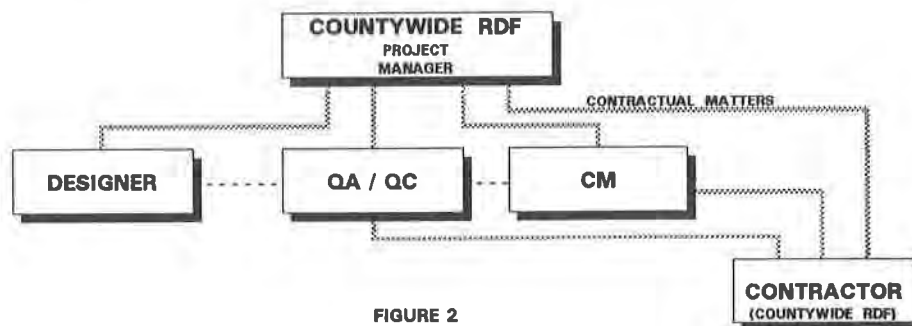 COUNTYWIDE RDF
PROJECT
MANAGER
CONTRACTUAL MATTERS
DESIGNER
QA / QC
CM
CONTRACTOR
(COUNTYWIDE RDF)
FIGURE 2